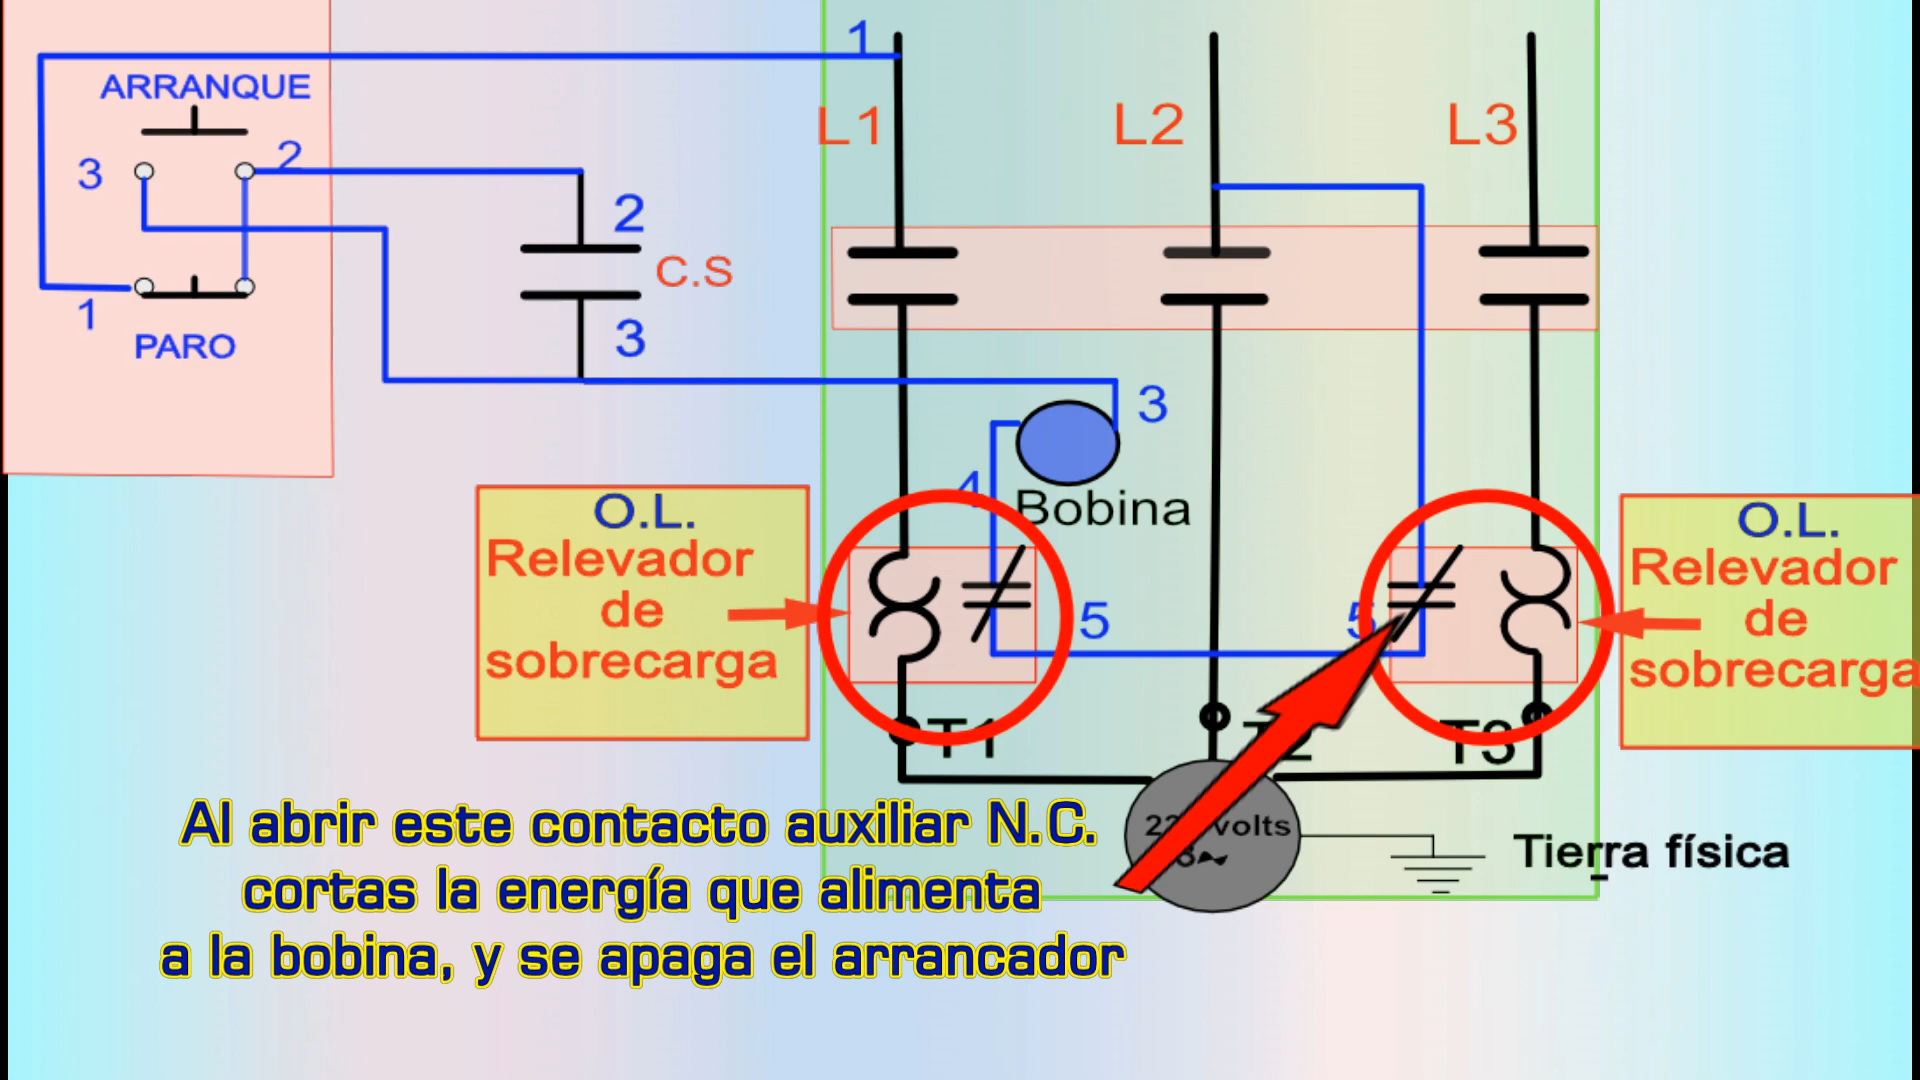 1
ARRANQUE
L1
L2
L3
3
2
2
C.S
1
3
PARO
3
4
Bobina
O.L.
Relevador
de
sobrecarga
O.L.
Relevador
de
sobrecarga
5
5
T1
T3
volts
Tierra física
Al abrir este contacto auxiliar N.C.
cortas la energía que alimenta
a la bobina, y se apaga el arrancador